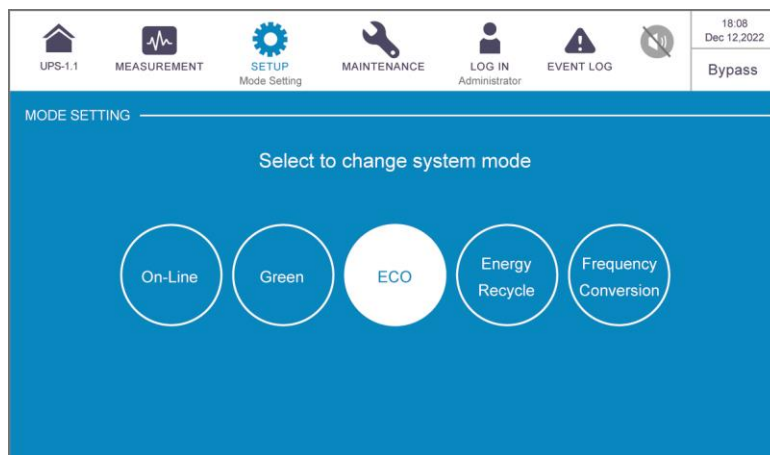 18:08
Dec 12,2022
UPS-1.1 MEASUREMENT SETUP MAINTENANCE LOG IN EVENT LOG
Mode Setting Administrator
Bypass
MODE SETTING
Select to change system mode
On-Line
Green
ECO
Energy
Recycle
Frequency
Conversion